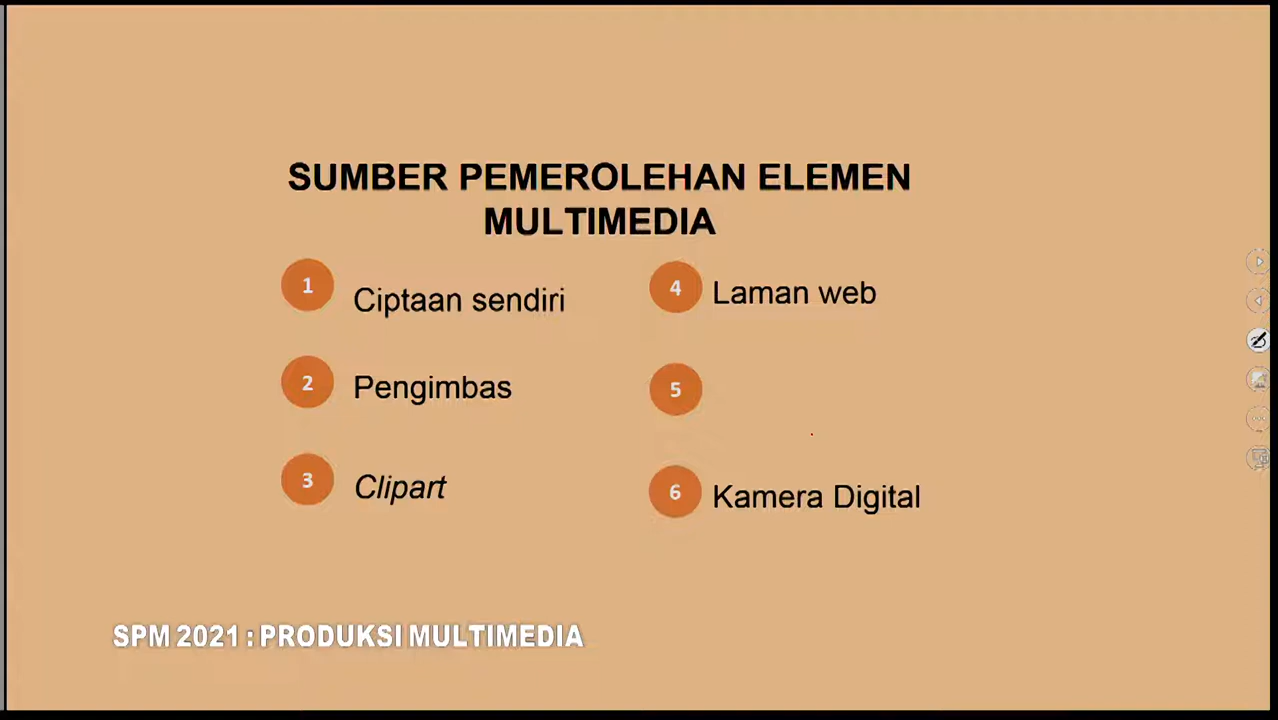 SUMBER PEMEROLEHAN ELEMEN
MULTIMEDIA
1 Ciptaan sendiri
2 Pengimbas
3 Clipart
4 Laman web
5
6 Kamera Digital
SPM 2021 : PRODUKSI MULTIMEDIA